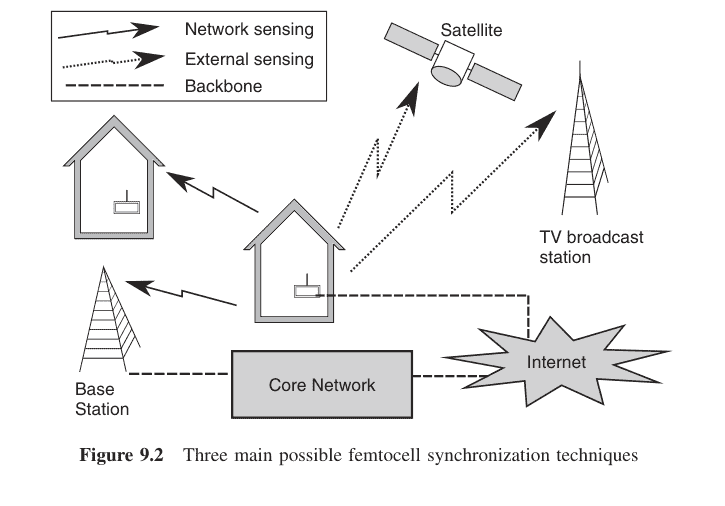 Network sensing
External sensing
Backbone
Satellite
TV broadcast
station
Base
Station
Core Network
Internet
Figure 9.2 Three main possible femtocell synchronization techniques